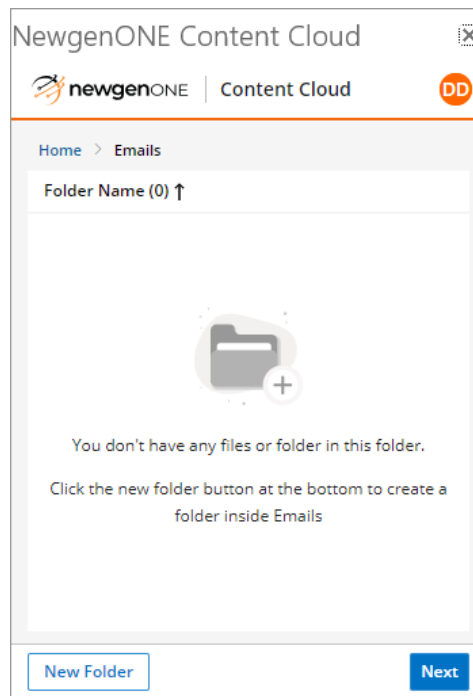 NewgenONE Content Cloud
newgenONE Content Cloud DD
Home > Emails
Folder Name (0) ↑
You don't have any files or folder in this folder.
Click the new folder button at the bottom to create a
folder inside Emails
New Folder Next